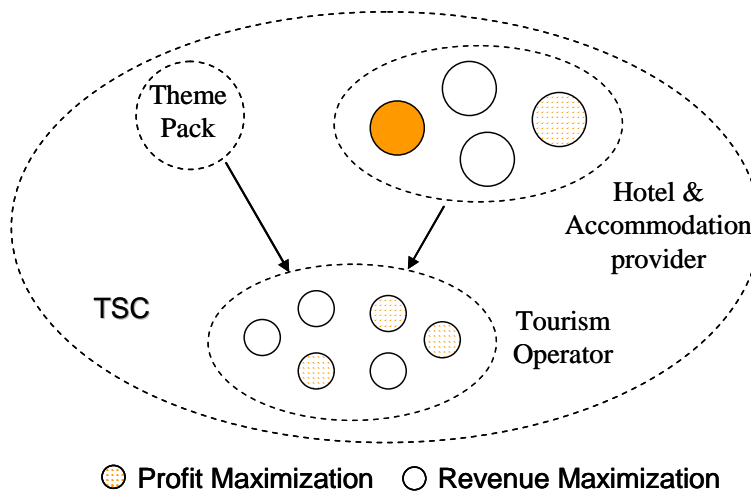 Theme
Pack
Hotel &
Accommodation
provider
TSC
Tourism
Operator
Profit Maximization
Revenue Maximization